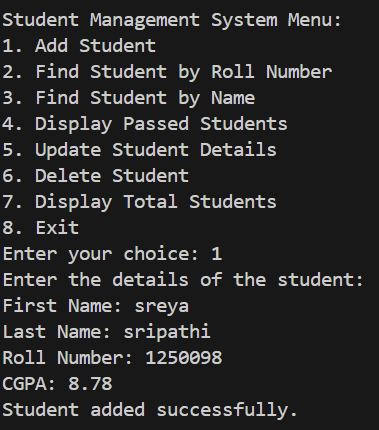 Student Management System Menu:
1. Add Student
2. Find Student by Roll Number
3. Find Student by Name
4. Display Passed Students
5. Update Student Details
6. Delete Student
7. Display Total Students
8. Exit
Enter your choice: 1
Enter the details of the student:
First Name: sreya
Last Name: sripathi
Roll Number: 1250098
CGPA: 8.78
Student added successfully.